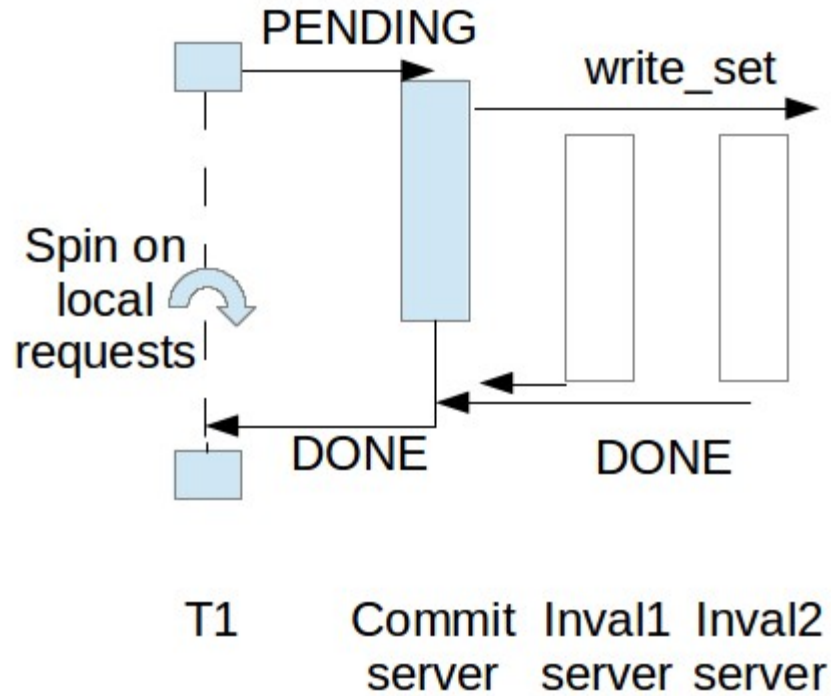 PENDING
write_set
Spin on
local
requests
DONE
DONE
T1
Commit
server
Inval1
server
Inval2
server